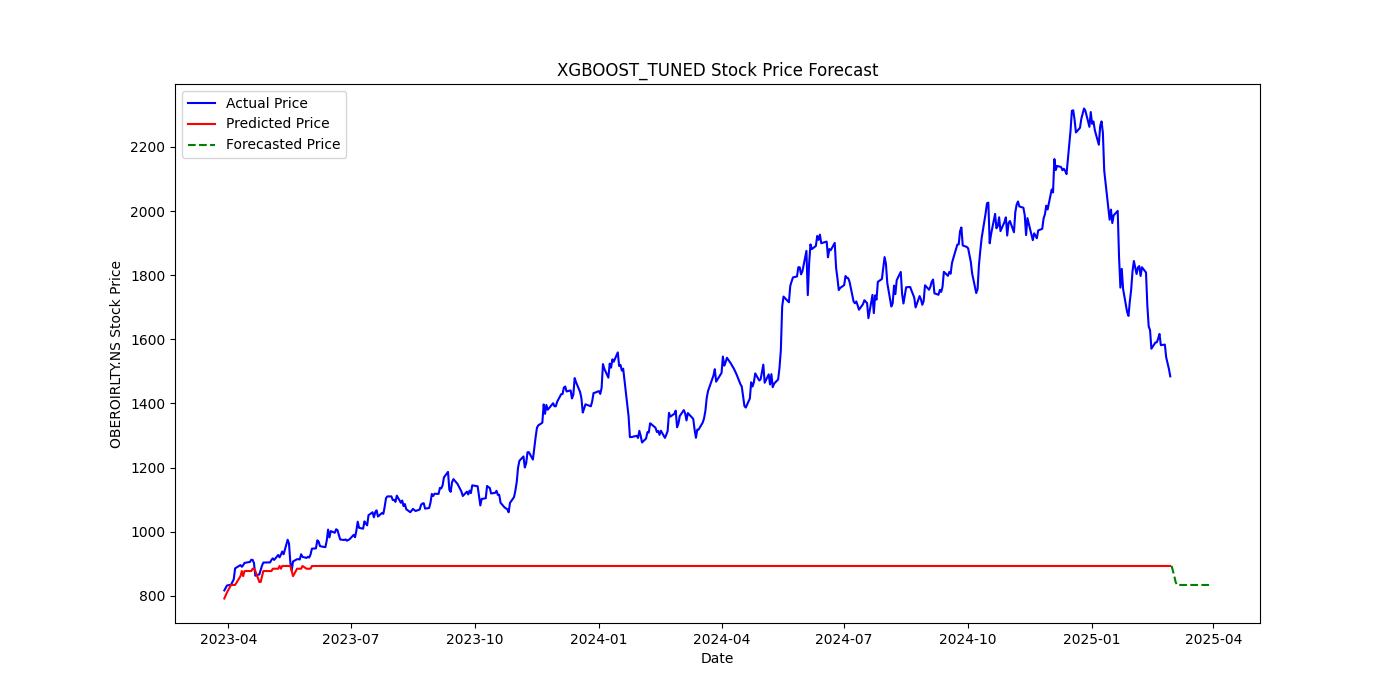 XGBOOST_TUNED Stock Price Forecast
Actual Price
Predicted Price
Forecasted Price
OBEROIRLTY.NS Stock Price
2200
2000
1800
1600
1400
1200
1000
800
2023-04 2023-07 2023-10 2024-01 2024-04 2024-07 2024-10 2025-01 2025-04
Date